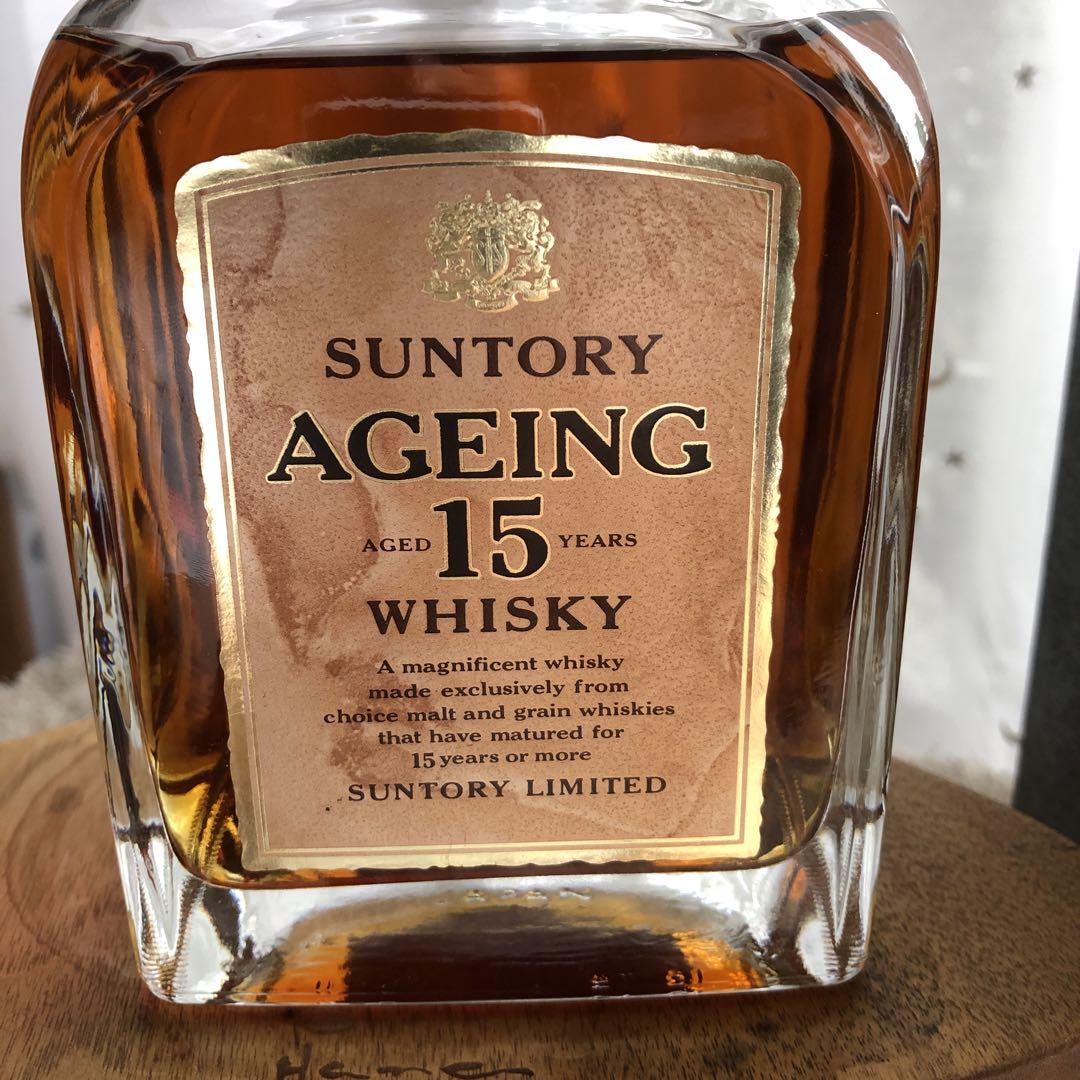 SUNTORY
AGEING
AGED 15 YEARS
WHISKY
A magnificent whisky
made exclusively from
choice malt and grain whiskies
that have matured for
15 years or more
SUNTORY LIMITED